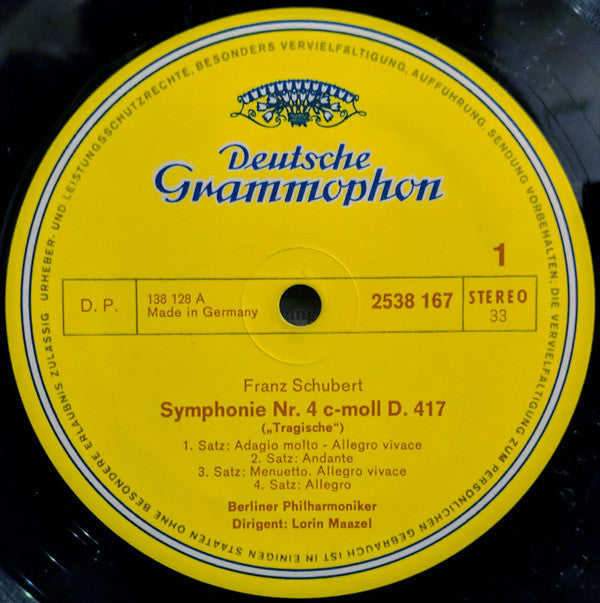 URHEBER- UND LEISTUNGSSCHUTZRECHTE, BESONDERS VERVIELFÄLTIGUNG, AUFFÜHRUNG, SENDUNG VORBEHALTEN; DIE VERVIELFÄLTIGUNG ZUM PERSÖNLICHEN GEBRAUCH IST IN EINIGEN STAATEN OHNE BESONDERE ERLAUBNIS ZULÄSSIG ·
Deutsche
Grammophon
1
D. P.
138 128 A
Made in Germany
2538 167
STEREO
33
Franz Schubert
Symphonie Nr. 4 c-moll D. 417
(„Tragische“)
1. Satz: Adagio molto - Allegro vivace
2. Satz: Andante
3. Satz: Menuetto. Allegro vivace
4. Satz: Allegro
Berliner Philharmoniker
Dirigent: Lorin Maazel